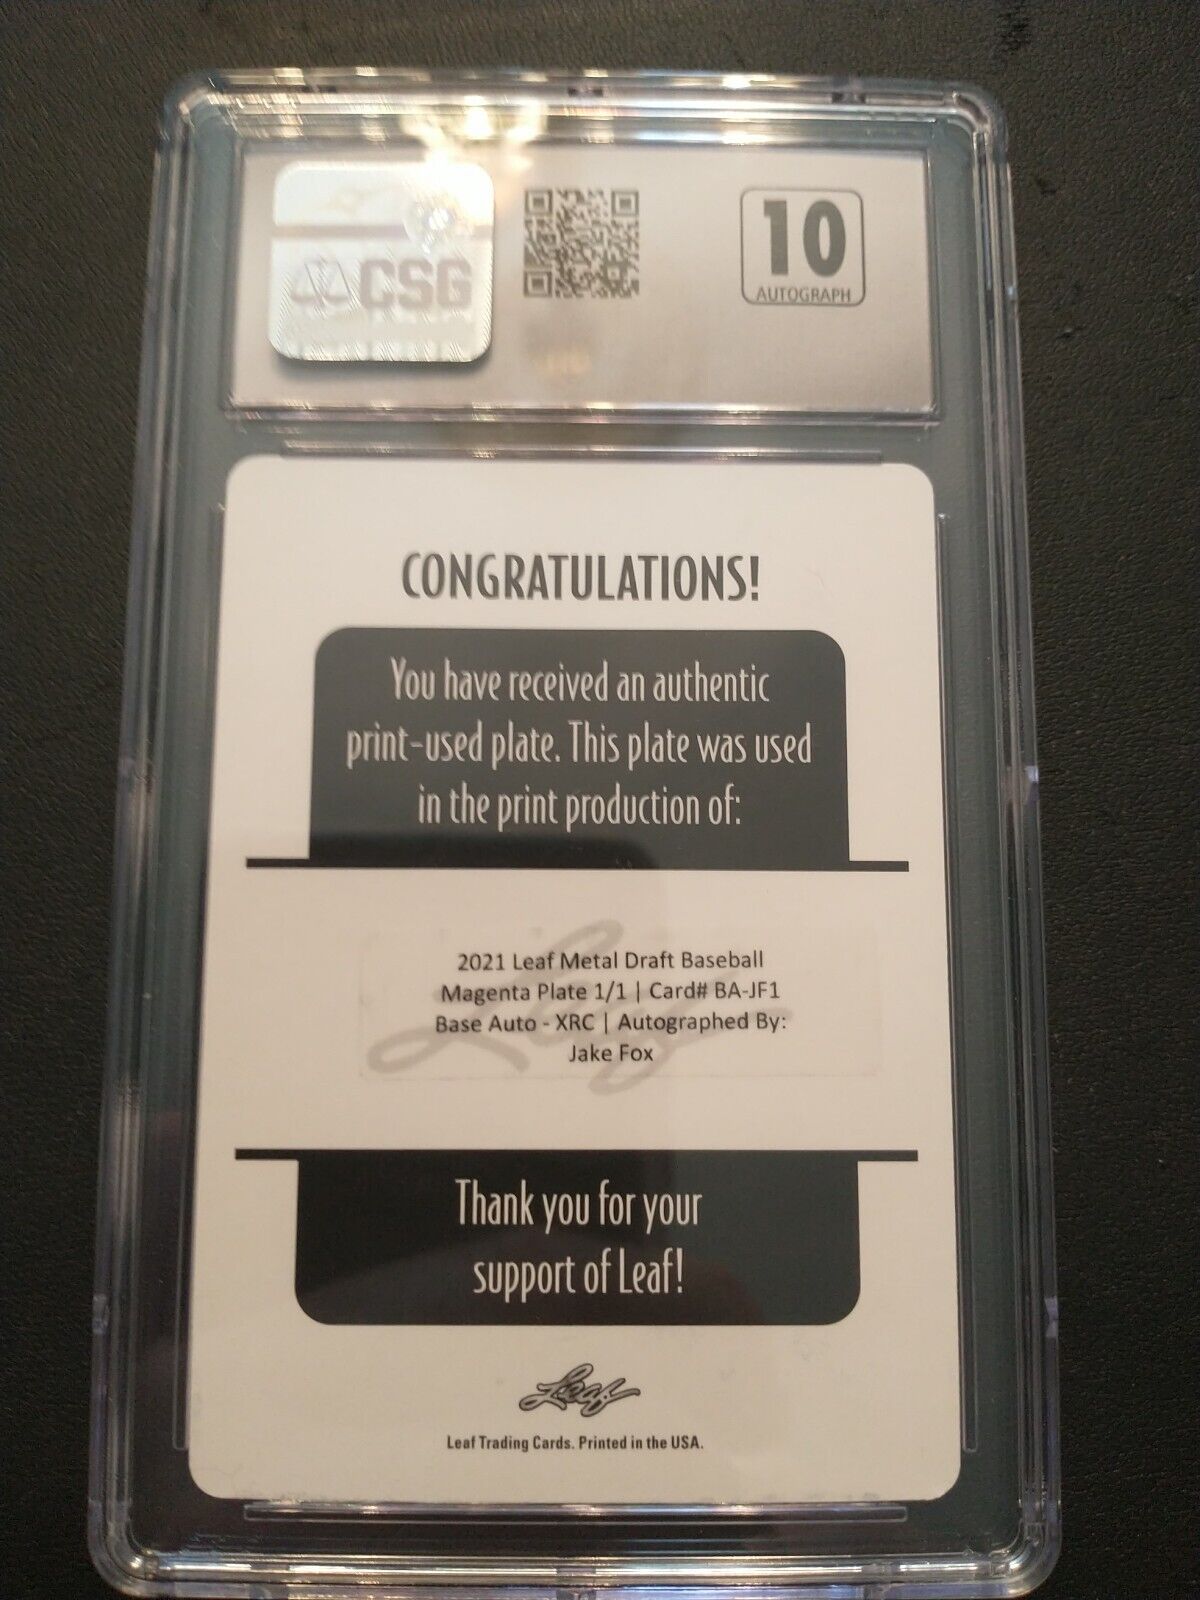 CSG
10
AUTOGRAPH
CONGRATULATIONS!
You have received an authentic
print-used plate. This plate was used
in the print production of:
2021 Leaf Metal Draft Baseball
Magenta Plate 1/1 | Card# BA-JF1
Base Auto - XRC | Autographed By:
Jake Fox
Thank you for your
support of Leaf!
Leaf
Leaf Trading Cards. Printed in the USA.